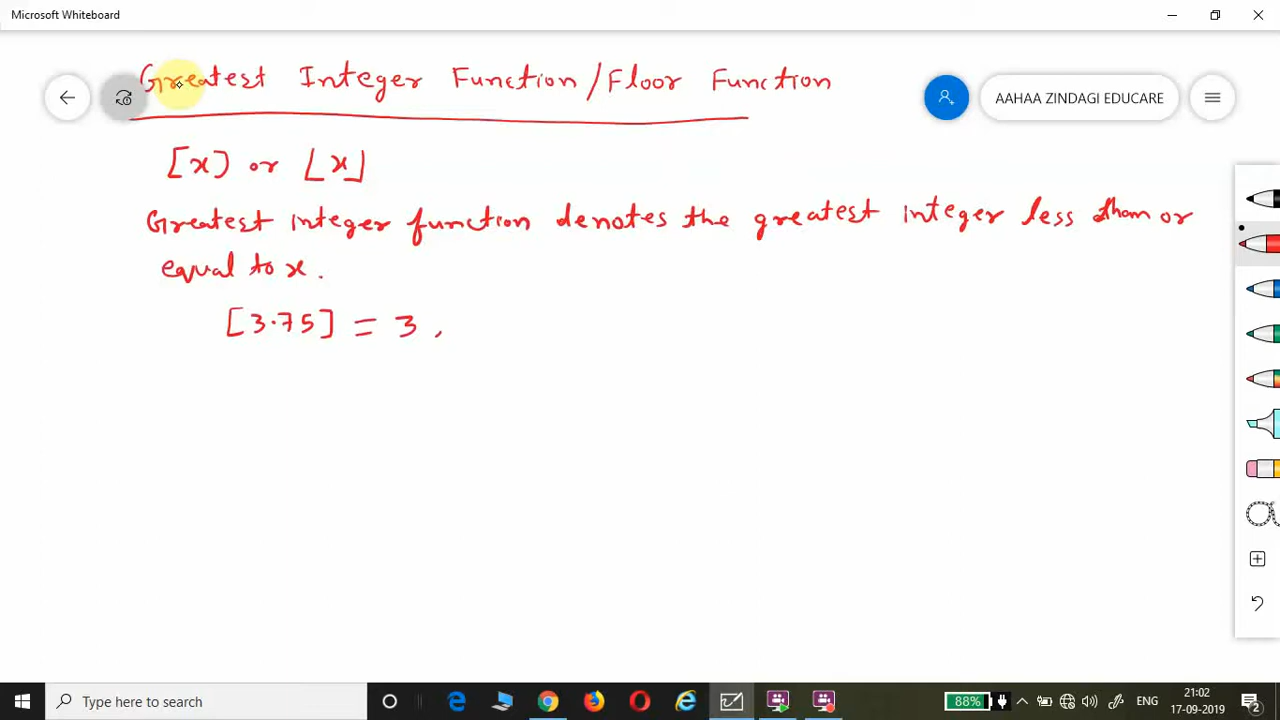 Microsoft Whiteboard
Greatest Integer Function/Floor Function
AAHAA ZINDAGI EDUCARE
[x] or ⌊x⌋
Greatest integer function denotes the greatest integer less than or
equal to x.
[3.75] = 3,
Type here to search
88%
ENG
21:02
17-09-2019
2